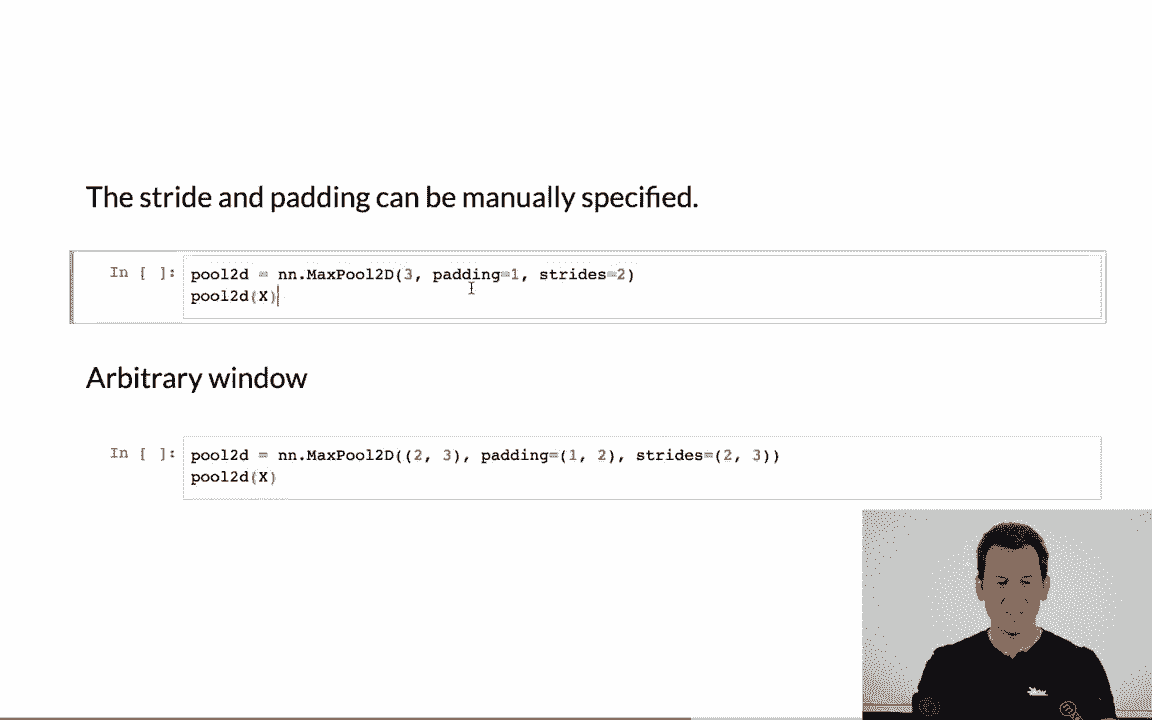 The stride and padding can be manually specified.
In [ ]: pool2d = nn.MaxPool2D(3, padding=1, strides=2)
pool2d(X)
Arbitrary window
In [ ]: pool2d = nn.MaxPool2D((2, 3), padding=(1, 2), strides=(2, 3))
pool2d(X)